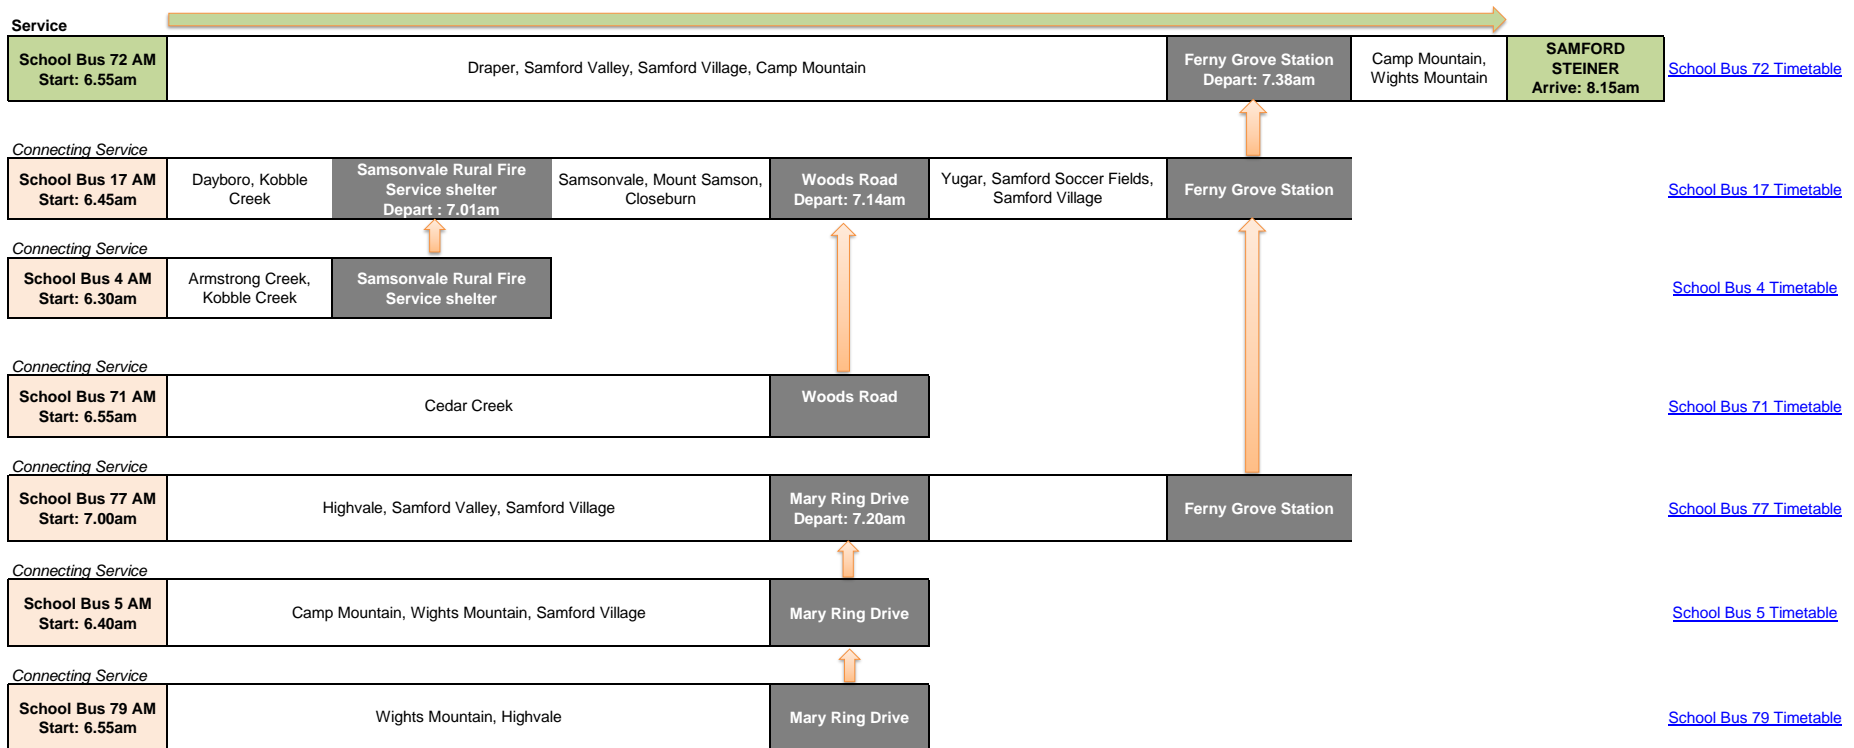 Service
School Bus 72 AM
Start: 6.55am
Draper, Samford Valley, Samford Village, Camp Mountain
Ferny Grove Station
Depart: 7.38am
Camp Mountain,
Wights Mountain
SAMFORD
STEINER
Arrive: 8.15am
School Bus 72 Timetable
Connecting Service
School Bus 17 AM
Start: 6.45am
Dayboro, Kobble
Creek
Samsonvale Rural Fire
Service shelter
Depart : 7.01am
Samsonvale, Mount Samson,
Closeburn
Woods Road
Depart: 7.14am
Yugar, Samford Soccer Fields,
Samford Village
Ferny Grove Station
School Bus 17 Timetable
Connecting Service
School Bus 4 AM
Start: 6.30am
Armstrong Creek,
Kobble Creek
Samsonvale Rural Fire
Service shelter
School Bus 4 Timetable
Connecting Service
School Bus 71 AM
Start: 6.55am
Cedar Creek
Woods Road
School Bus 71 Timetable
Connecting Service
School Bus 77 AM
Start: 7.00am
Highvale, Samford Valley, Samford Village
Mary Ring Drive
Depart: 7.20am
Ferny Grove Station
School Bus 77 Timetable
Connecting Service
School Bus 5 AM
Start: 6.40am
Camp Mountain, Wights Mountain, Samford Village
Mary Ring Drive
School Bus 5 Timetable
Connecting Service
School Bus 79 AM
Start: 6.55am
Wights Mountain, Highvale
Mary Ring Drive
School Bus 79 Timetable